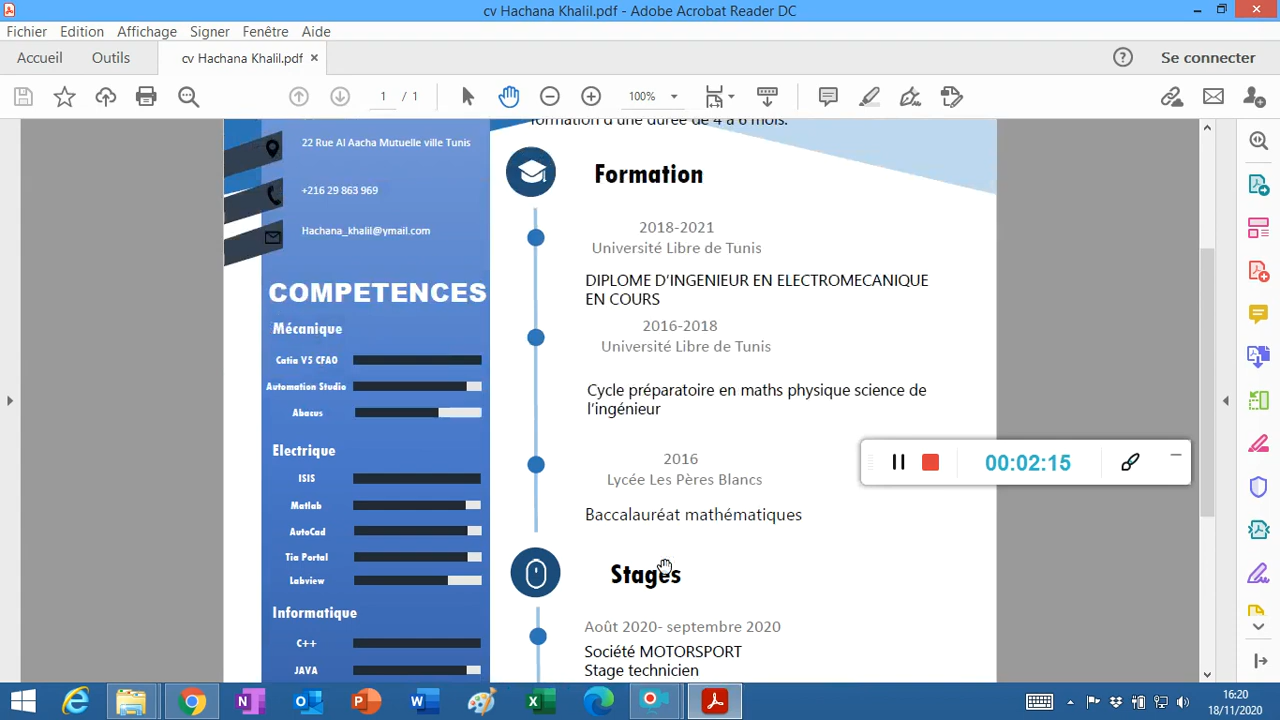 cv Hachana Khalil.pdf - Adobe Acrobat Reader DC
Fichier Edition Affichage Signer Fenêtre Aide
Accueil Outils cv Hachana Khalil.pdf × Se connecter
1 / 1 100%
formation d'une durée de 4 à 6 mois.
22 Rue Al Aacha Mutuelle ville Tunis
+216 29 863 969
Hachana_khalil@ymail.com
COMPETENCES
Mécanique
Catia V5 CFAO
Automation Studio
Abacus
Electrique
ISIS
Matlab
AutoCad
Tia Portal
Labview
Informatique
C++
JAVA
Formation
2018-2021
Université Libre de Tunis
DIPLOME D'INGENIEUR EN ELECTROMECANIQUE
EN COURS
2016-2018
Université Libre de Tunis
Cycle préparatoire en maths physique science de
l'ingénieur
2016
Lycée Les Pères Blancs
Baccalauréat mathématiques
Stages
Août 2020- septembre 2020
Société MOTORSPORT
Stage technicien
00:02:15
16:20
18/11/2020